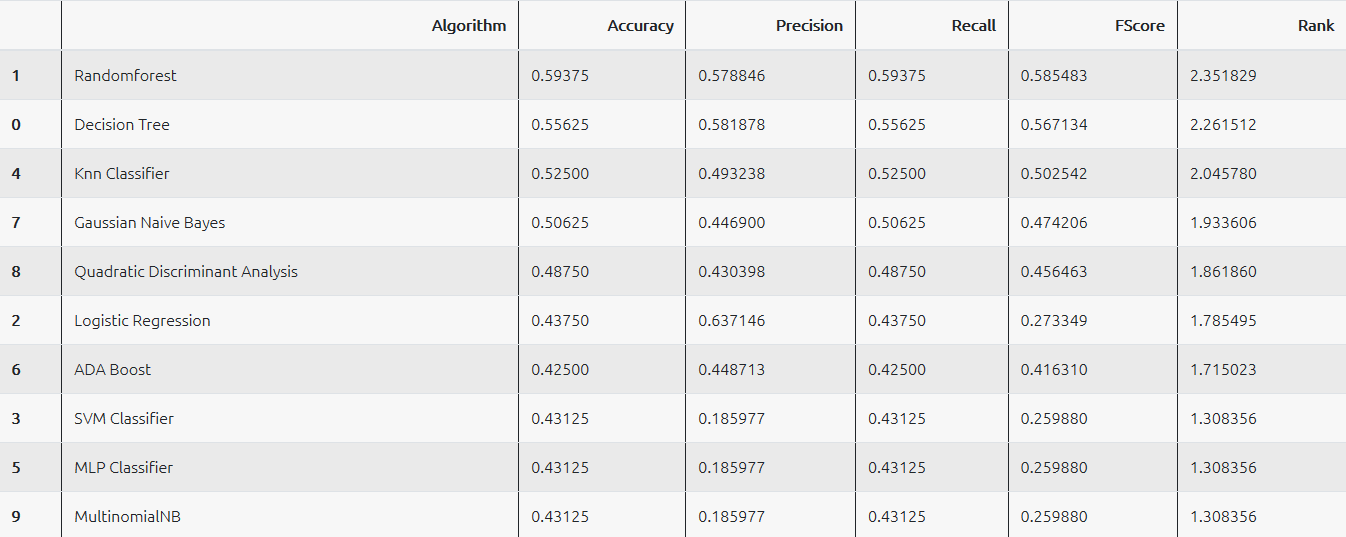 Algorithm Accuracy Precision Recall FScore Rank
1 Randomforest 0.59375 0.578846 0.59375 0.585483 2.351829
0 Decision Tree 0.55625 0.581878 0.55625 0.567134 2.261512
4 Knn Classifier 0.52500 0.493238 0.52500 0.502542 2.045780
7 Gaussian Naive Bayes 0.50625 0.446900 0.50625 0.474206 1.933606
8 Quadratic Discriminant Analysis 0.48750 0.430398 0.48750 0.456463 1.861860
2 Logistic Regression 0.43750 0.637146 0.43750 0.273349 1.785495
6 ADA Boost 0.42500 0.448713 0.42500 0.416310 1.715023
3 SVM Classifier 0.43125 0.185977 0.43125 0.259880 1.308356
5 MLP Classifier 0.43125 0.185977 0.43125 0.259880 1.308356
9 MultinomialNB 0.43125 0.185977 0.43125 0.259880 1.308356